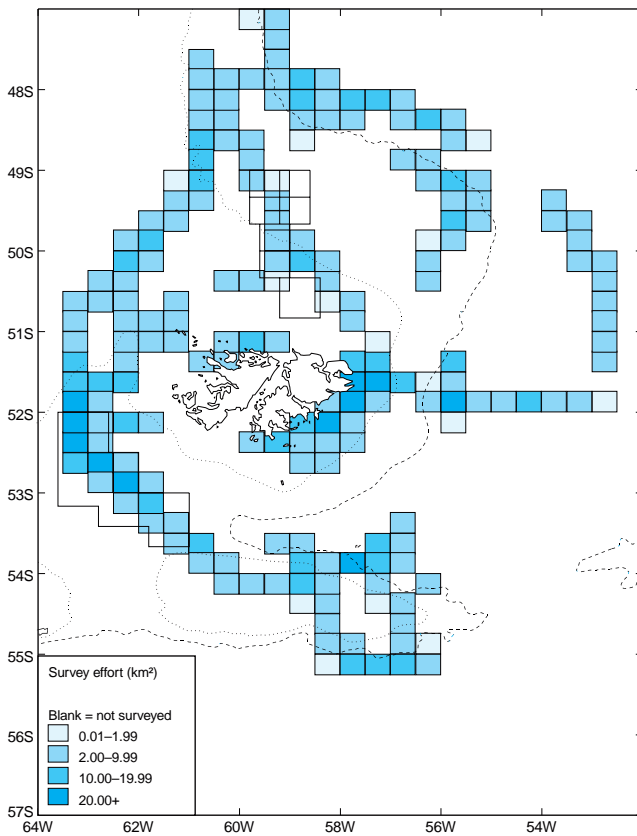 48S
49S
50S
51S
52S
53S
54S
55S
56S
57S
Survey effort (km²)
Blank = not surveyed
0.01–1.99
2.00–9.99
10.00–19.99
20.00+
64W 62W 60W 58W 56W 54W